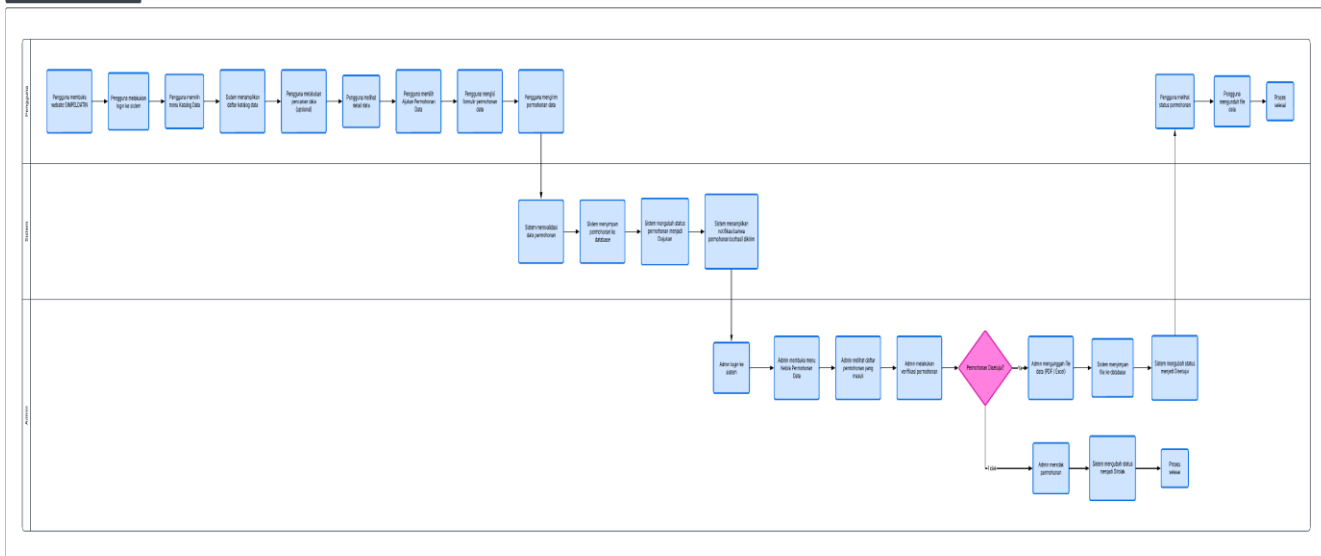 Pengguna
Pengguna membuka
website SIMPELDATIN
Pengguna melakukan
login ke sistem
Pengguna memilih
menu Katalog Data
Sistem menampilkan
daftar katalog data
Pengguna melakukan
pencarian data
(opsional)
Pengguna melihat
detail data
Pengguna memilih
Ajukan Permohonan
Data
Pengguna mengisi
formulir permohonan
data
Pengguna mengirim
permohonan data
Pengguna melihat
status permohonan
Pengguna
mengunduh file
data
Proses
selesai
Sistem
Sistem memvalidasi
data permohonan
Sistem menyimpan
permohonan ke
database
Sistem mengubah status
permohonan menjadi
Diajukan
Sistem menampilkan
notifikasi bahwa
permohonan berhasil dikirim
Admin
Admin login ke
sistem
Admin membuka menu
Kelola Permohonan
Data
Admin melihat daftar
permohonan yang
masuk
Admin melakukan
verifikasi permohonan
Permohonan Disetujui?
Admin mengunggah file
data (PDF / Excel)
Sistem menyimpan
file ke database
Sistem mengubah status
menjadi Disetujui
Admin menolak
permohonan
Sistem mengubah status
menjadi Ditolak
Proses
selesai